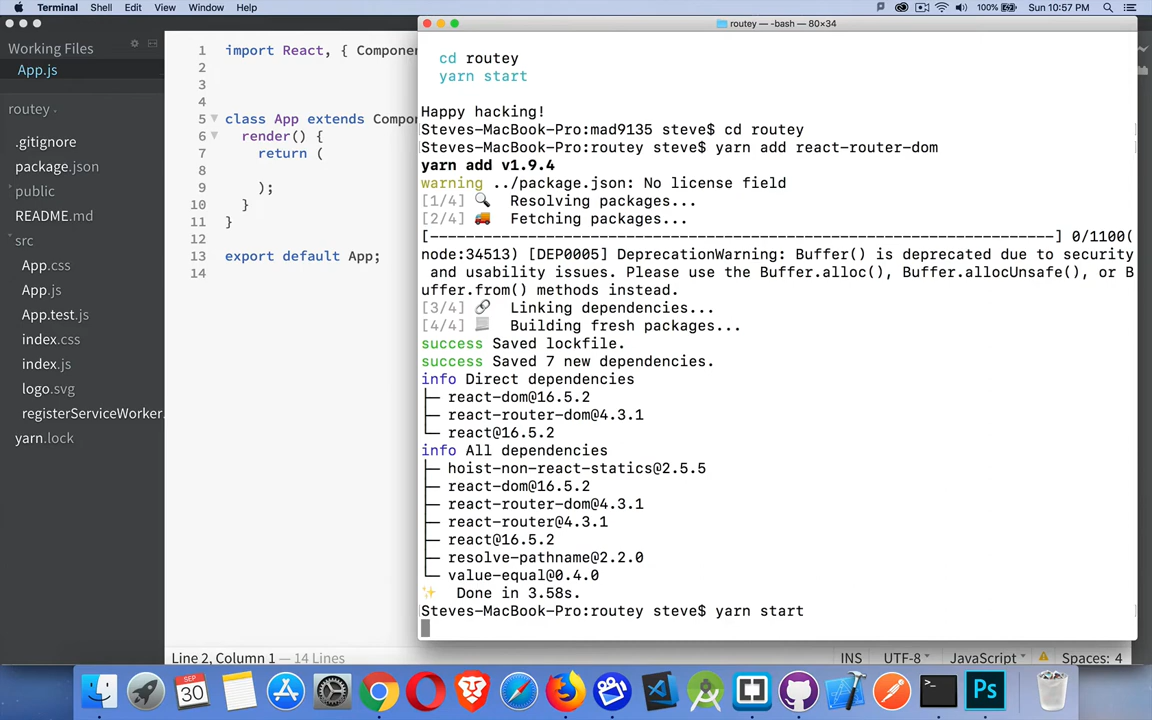 Terminal Shell Edit View Window Help 100% Sun 10:57 PM
Working Files
App.js
routey
.gitignore
package.json
public
README.md
src
App.css
App.js
App.test.js
index.css
index.js
logo.svg
registerServiceWorker.
yarn.lock
1 import React, { Compone
2
3
4
5 class App extends Compon
6 render() {
7 return (
8
9 );
10 }
11 }
12
13 export default App;
14
Line 2, Column 1 — 14 Lines
INS UTF-8 JavaScript Spaces: 4
routey — -bash — 80×34
cd routey
yarn start
Happy hacking!
Steves-MacBook-Pro:mad9135 steve$ cd routey
Steves-MacBook-Pro:routey steve$ yarn add react-router-dom
yarn add v1.9.4
warning ../package.json: No license field
[1/4] 🔍 Resolving packages...
[2/4] 🚚 Fetching packages...
[----------------------------------------------------------------------] 0/1100(
node:34513) [DEP0005] DeprecationWarning: Buffer() is deprecated due to security
and usability issues. Please use the Buffer.alloc(), Buffer.allocUnsafe(), or B
uffer.from() methods instead.
[3/4] 🔗 Linking dependencies...
[4/4] 📃 Building fresh packages...
success Saved lockfile.
success Saved 7 new dependencies.
info Direct dependencies
├─ react-dom@16.5.2
├─ react-router-dom@4.3.1
└─ react@16.5.2
info All dependencies
├─ hoist-non-react-statics@2.5.5
├─ react-dom@16.5.2
├─ react-router-dom@4.3.1
├─ react-router@4.3.1
├─ react@16.5.2
├─ resolve-pathname@2.2.0
└─ value-equal@0.4.0
✨ Done in 3.58s.
Steves-MacBook-Pro:routey steve$ yarn start
SEP
30
>_
Ps